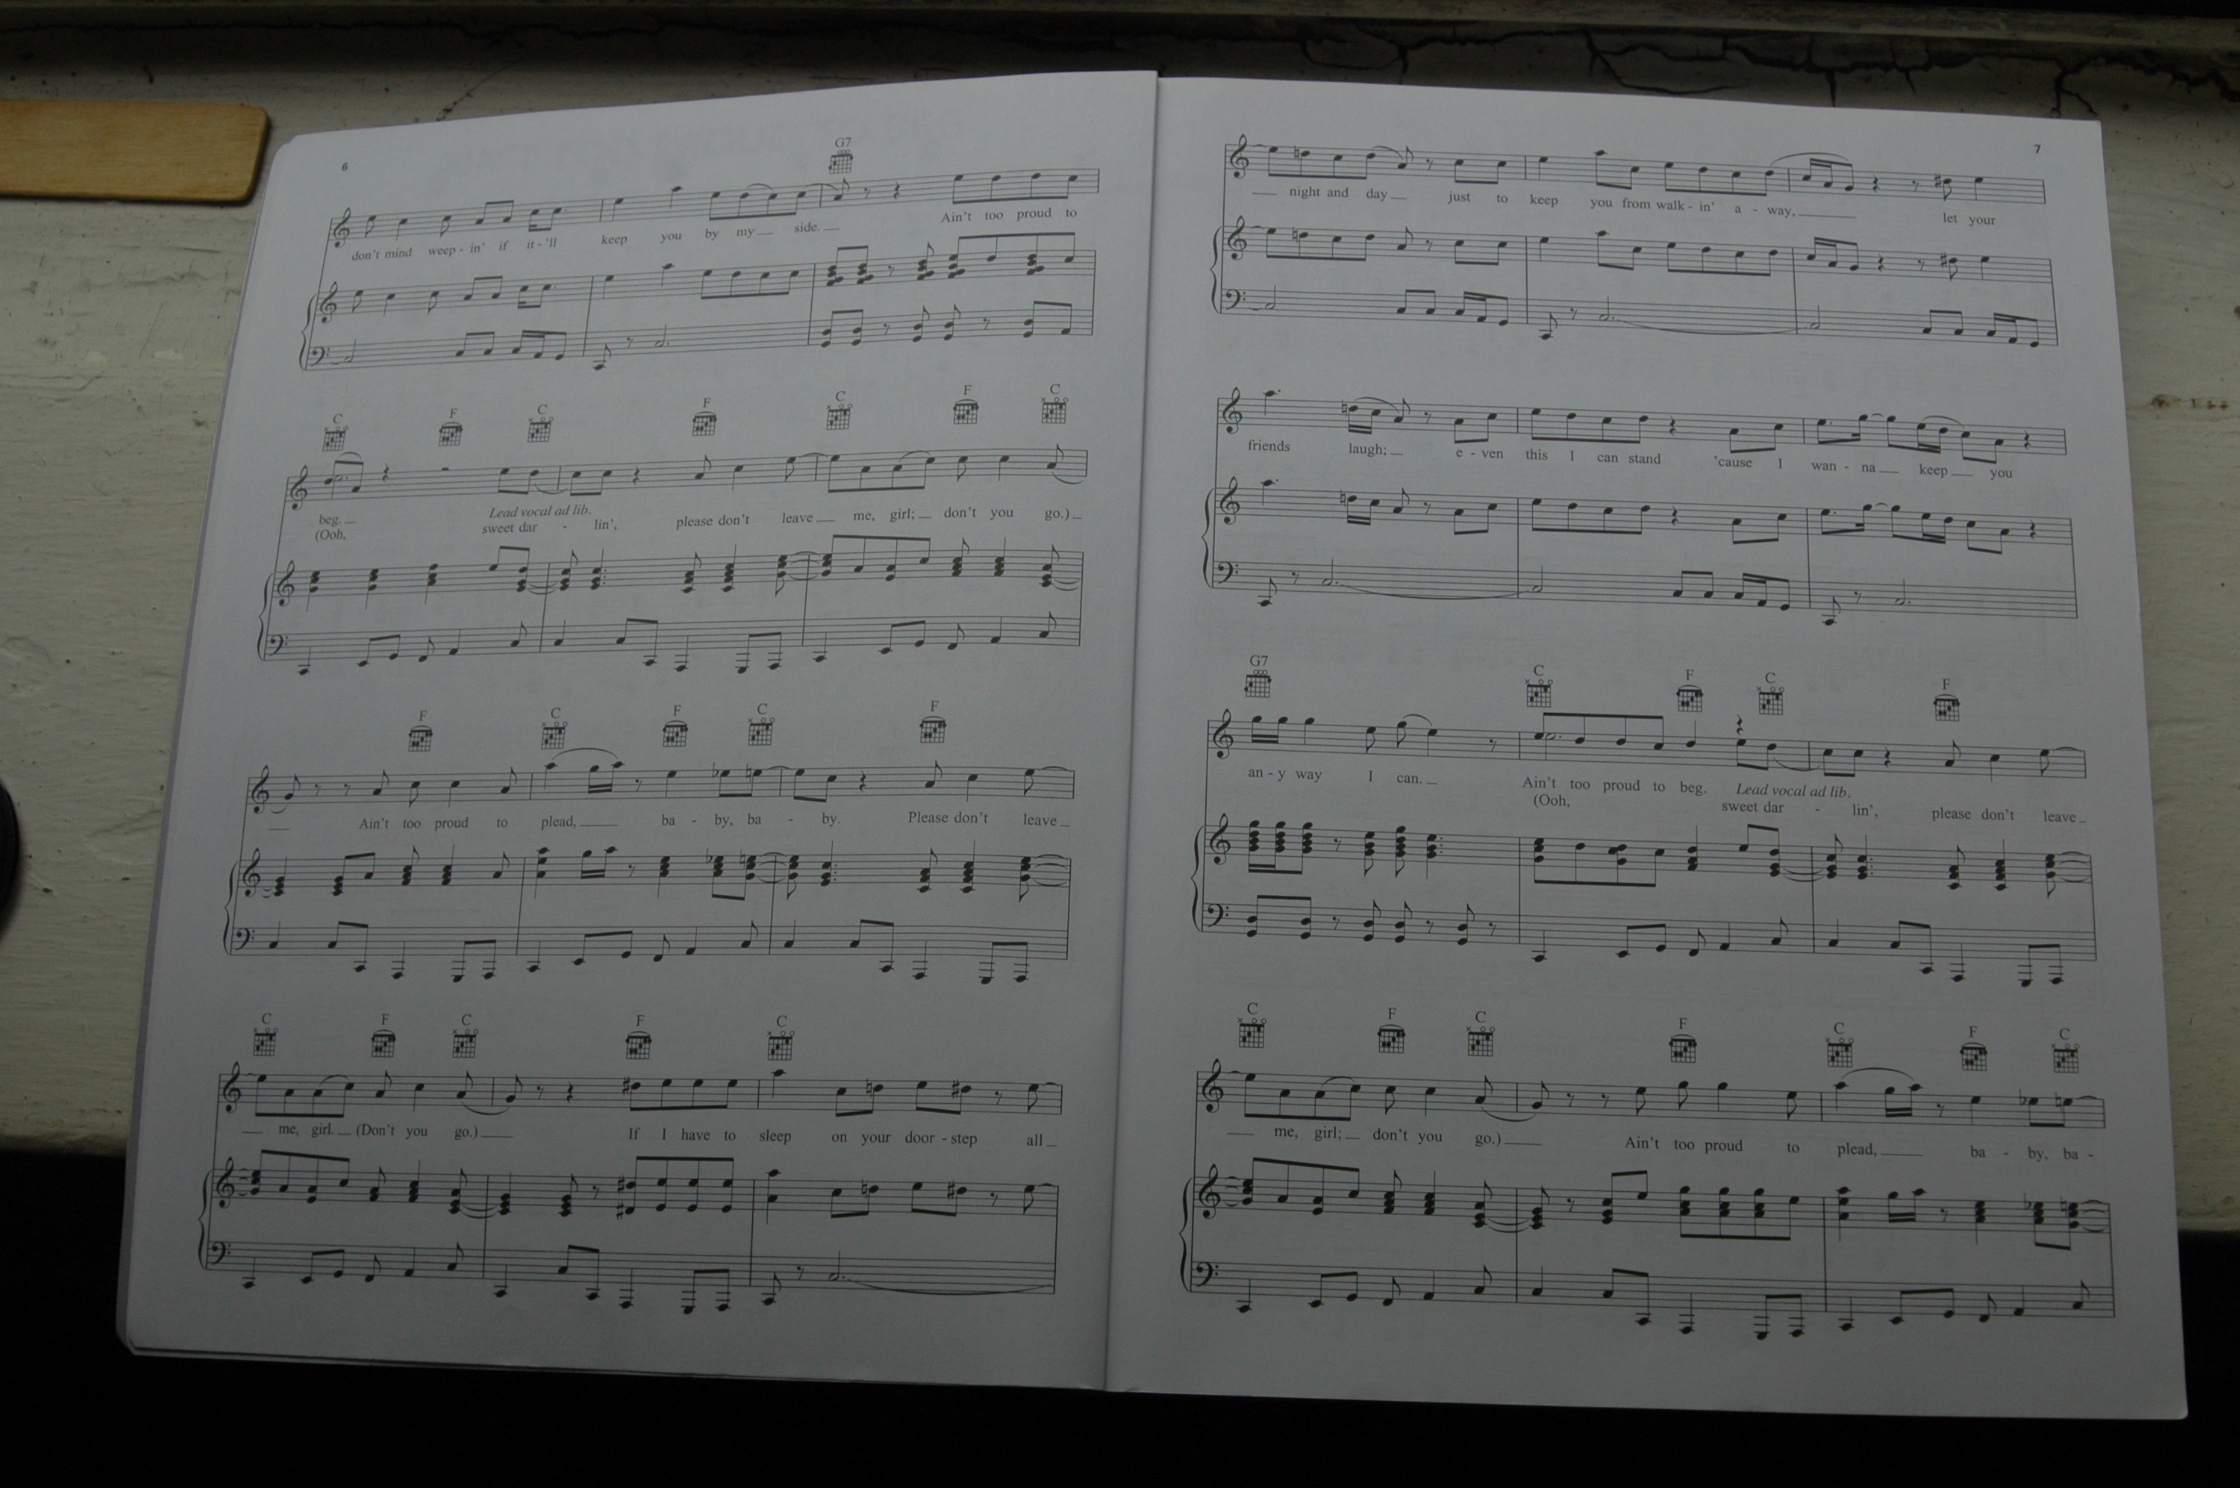 6
G7
don't mind weep - in' if it - 'll keep you by my side. Ain't too proud to
C F C F C F C
beg. Lead vocal ad lib.
(Ooh, sweet dar - lin', please don't leave me, girl; don't you go.)
F C F C F
Ain't too proud to plead, ba - by, ba - by. Please don't leave
C F C F C
me, girl. (Don't you go.) If I have to sleep on your door - step all
7
night and day just to keep you from walk - in' a - way, let your
friends laugh; e - ven this I can stand 'cause I wan - na keep you
G7 C F C F
an - y way I can. Ain't too proud to beg. Lead vocal ad lib.
(Ooh, sweet dar - lin', please don't leave
C F C F C F C
me, girl; don't you go.) Ain't too proud to plead, ba - by, ba -